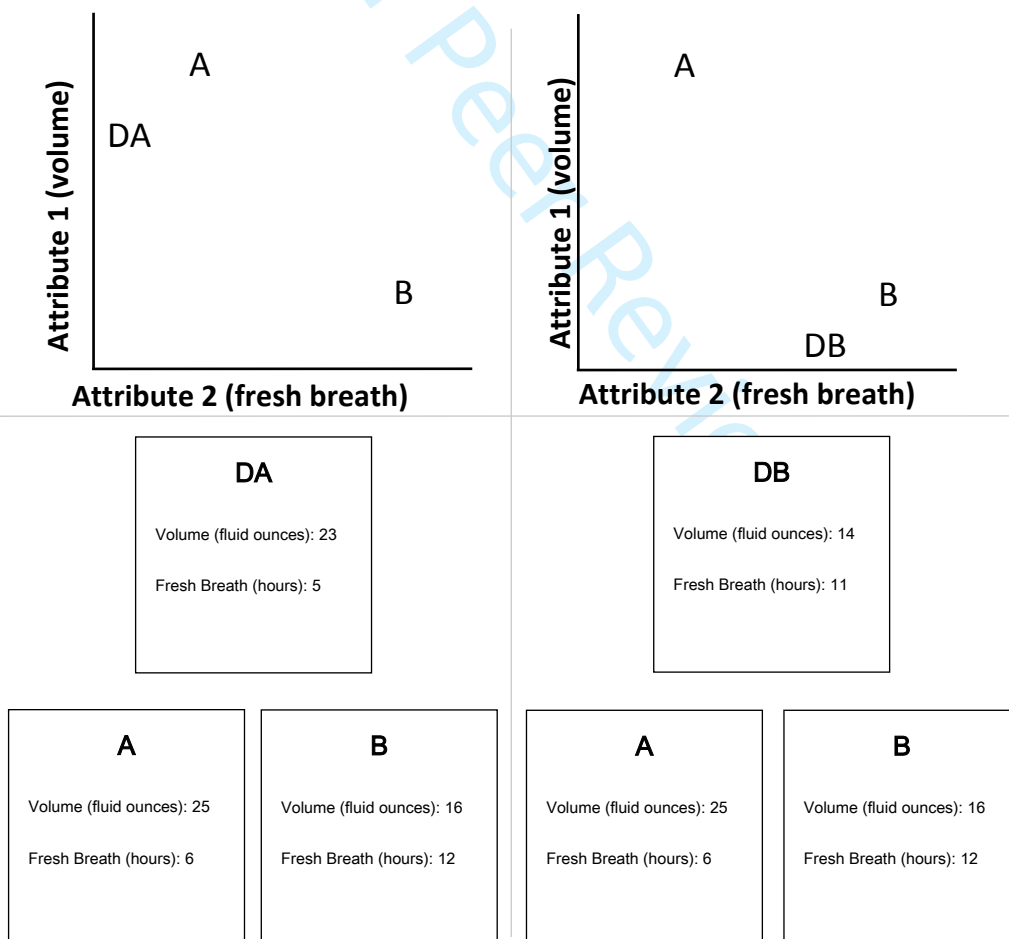 A
DA
B
Attribute 1 (volume)
Attribute 2 (fresh breath)
A
B
DB
Attribute 1 (volume)
Attribute 2 (fresh breath)
Peer Review
DA
Volume (fluid ounces): 23
Fresh Breath (hours): 5
A
Volume (fluid ounces): 25
Fresh Breath (hours): 6
B
Volume (fluid ounces): 16
Fresh Breath (hours): 12
DB
Volume (fluid ounces): 14
Fresh Breath (hours): 11
A
Volume (fluid ounces): 25
Fresh Breath (hours): 6
B
Volume (fluid ounces): 16
Fresh Breath (hours): 12